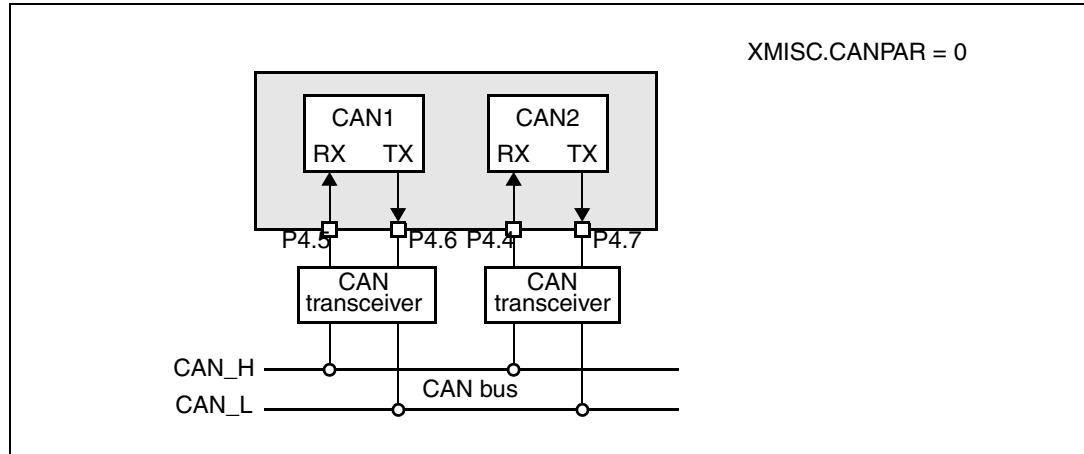 XMISC.CANPAR = 0
CAN1 CAN2
RX TX RX TX
P4.5 P4.6 P4.4 P4.7
CAN transceiver CAN transceiver
CAN_H
CAN bus
CAN_L